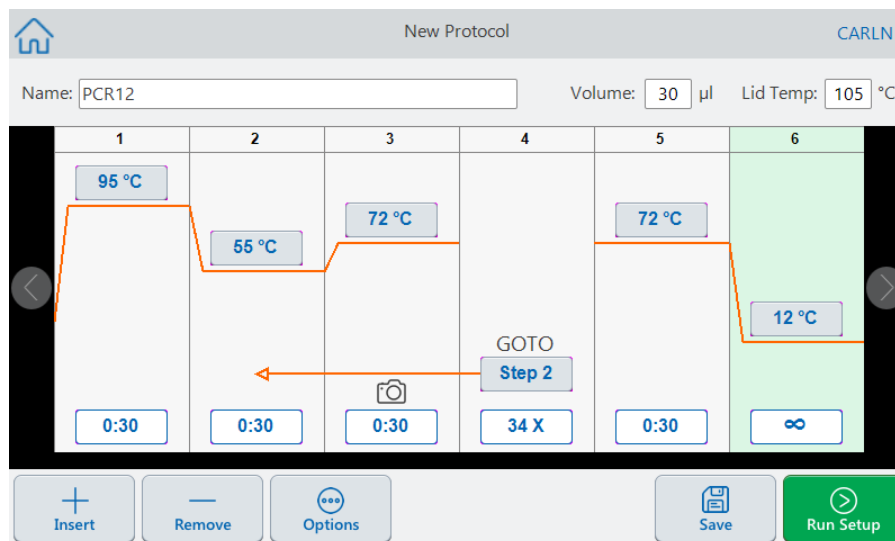 New Protocol
CARLN
Name: PCR12
Volume: 30 µl
Lid Temp: 105 °C
1 2 3 4 5 6
95 °C
55 °C
72 °C
72 °C
12 °C
GOTO
Step 2
0:30 0:30 0:30 34 X 0:30 ∞
Insert
Remove
Options
Save
Run Setup